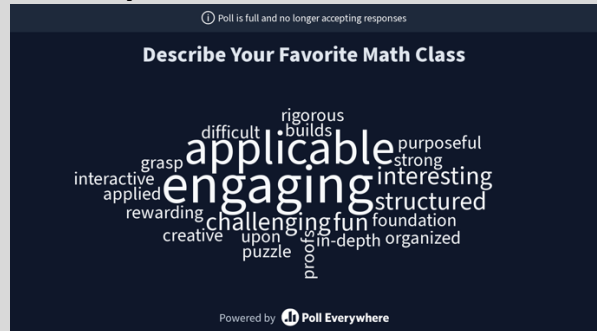 Poll is full and no longer accepting responses
Describe Your Favorite Math Class
rigorous
difficult builds
applicable purposeful
grasp strong
interactive engaging interesting
applied structured
rewarding challenging fun foundation
creative upon proofs in-depth organized
puzzle
Powered by Poll Everywhere